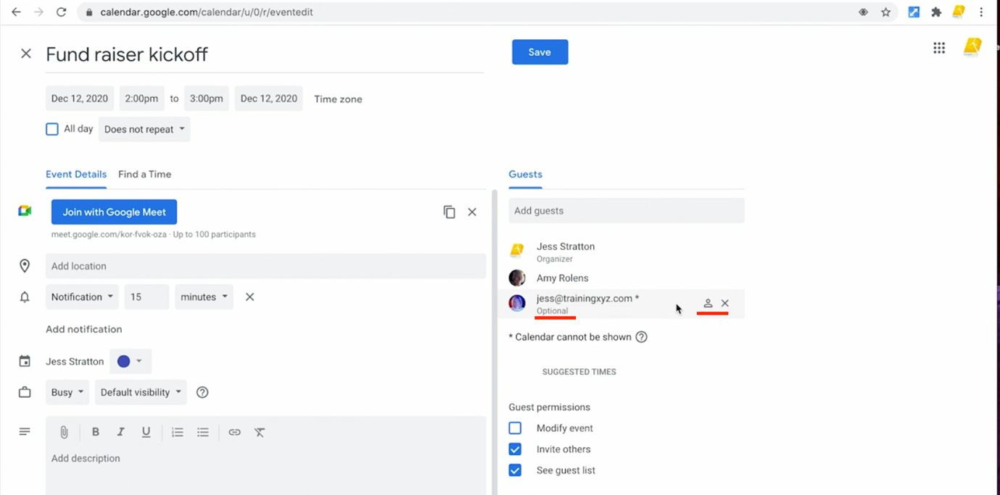 calendar.google.com/calendar/u/0/r/eventedit
Fund raiser kickoff
Save
Dec 12, 2020 2:00pm to 3:00pm Dec 12, 2020 Time zone
All day Does not repeat
Event Details Find a Time
Guests
Join with Google Meet
meet.google.com/kor-fvok-oza · Up to 100 participants
Add location
Notification 15 minutes
Add notification
Jess Stratton
Busy Default visibility
B I U
Add description
Add guests
Jess Stratton
Organizer
Amy Rolens
jess@trainingxyz.com *
Optional
* Calendar cannot be shown
SUGGESTED TIMES
Guest permissions
Modify event
Invite others
See guest list